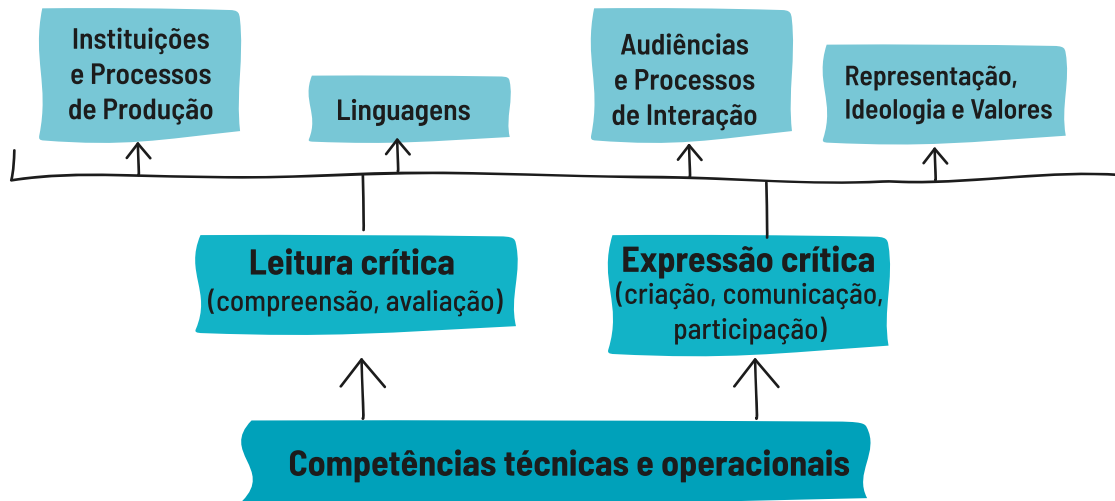 Instituições
e Processos
de Produção
Linguagens
Audiências
e Processos
de Interação
Representação,
Ideologia e Valores
Leitura crítica
(compreensão, avaliação)
Expressão crítica
(criação, comunicação,
participação)
Competências técnicas e operacionais